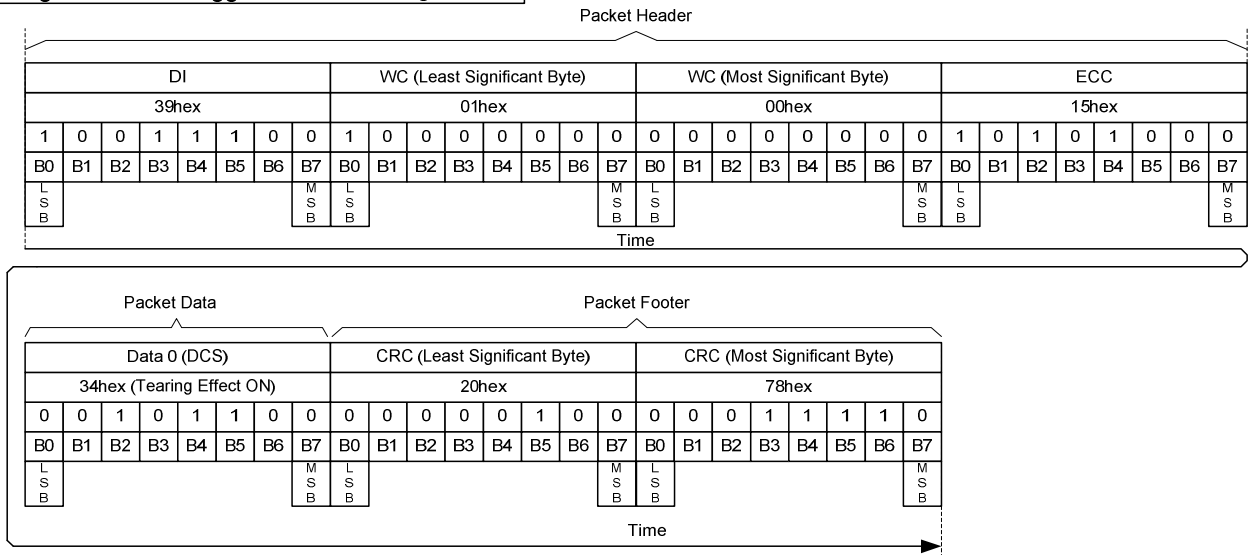 Packet Header
DI WC (Least Significant Byte) WC (Most Significant Byte) ECC
39hex 01hex 00hex 15hex
1 0 0 1 1 1 0 0 1 0 0 0 0 0 0 0 0 0 0 0 0 0 0 0 1 0 1 0 1 0 0 0
B0 B1 B2 B3 B4 B5 B6 B7 B0 B1 B2 B3 B4 B5 B6 B7 B0 B1 B2 B3 B4 B5 B6 B7 B0 B1 B2 B3 B4 B5 B6 B7
LSB MSB LSB MSB LSB MSB LSB MSB
Time
Packet Data Packet Footer
Data 0 (DCS) CRC (Least Significant Byte) CRC (Most Significant Byte)
34hex (Tearing Effect ON) 20hex 78hex
0 0 1 0 1 1 0 0 0 0 0 0 0 1 0 0 0 0 0 1 1 1 1 0
B0 B1 B2 B3 B4 B5 B6 B7 B0 B1 B2 B3 B4 B5 B6 B7 B0 B1 B2 B3 B4 B5 B6 B7
LSB MSB LSB MSB LSB MSB
Time